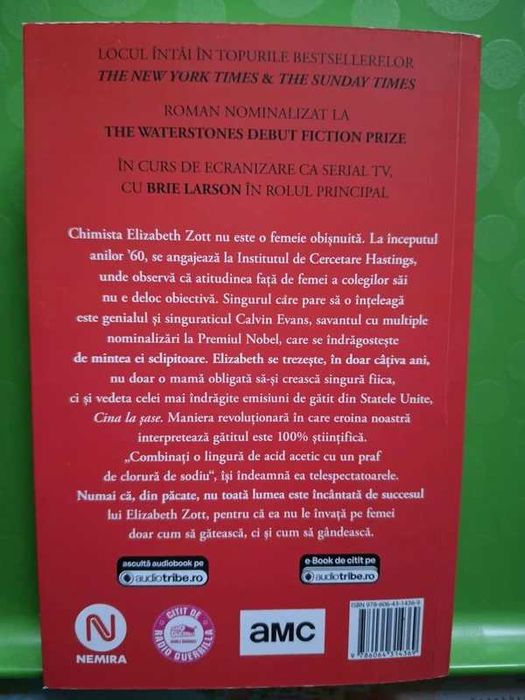 LOCUL ÎNTÂI ÎN TOPURILE BESTSELLERELOR
THE NEW YORK TIMES & THE SUNDAY TIMES
ROMAN NOMINALIZAT LA
THE WATERSTONES DEBUT FICTION PRIZE
ÎN CURS DE ECRANIZARE CA SERIAL TV,
CU BRIE LARSON ÎN ROLUL PRINCIPAL
Chimista Elizabeth Zott nu este o femeie obișnuită. La începutul
anilor ’60, se angajează la Institutul de Cercetare Hastings,
unde observă că atitudinea față de femei a colegilor săi
nu e deloc obiectivă. Singurul care pare să o înțeleagă
este genialul și singuraticul Calvin Evans, savantul cu multiple
nominalizări la Premiul Nobel, care se îndrăgostește
de mintea ei sclipitoare. Elizabeth se trezește, în doar câțiva ani,
nu doar o mamă obligată să-și crească singură fiica,
ci și vedeta celei mai îndrăgite emisiuni de gătit din Statele Unite,
Cina la șase. Maniera revoluționară în care eroina noastră
interpretează gătitul este 100% științifică.
„Combinați o lingură de acid acetic cu un praf
de clorură de sodiu“, își îndeamnă ea telespectatoarele.
Numai că, din păcate, nu toată lumea este încântată de succesul
lui Elizabeth Zott, pentru că ea nu le învață pe femei
doar cum să gătească, ci și cum să gândească.
ascultă audiobook pe
audiotribe.ro
e-Book de citit pe
audiotribe.ro
NEMIRA
CITIT DE
RADIO GUERRILLA
amc
ISBN 978-606-43-1436-9
9 786064 314369